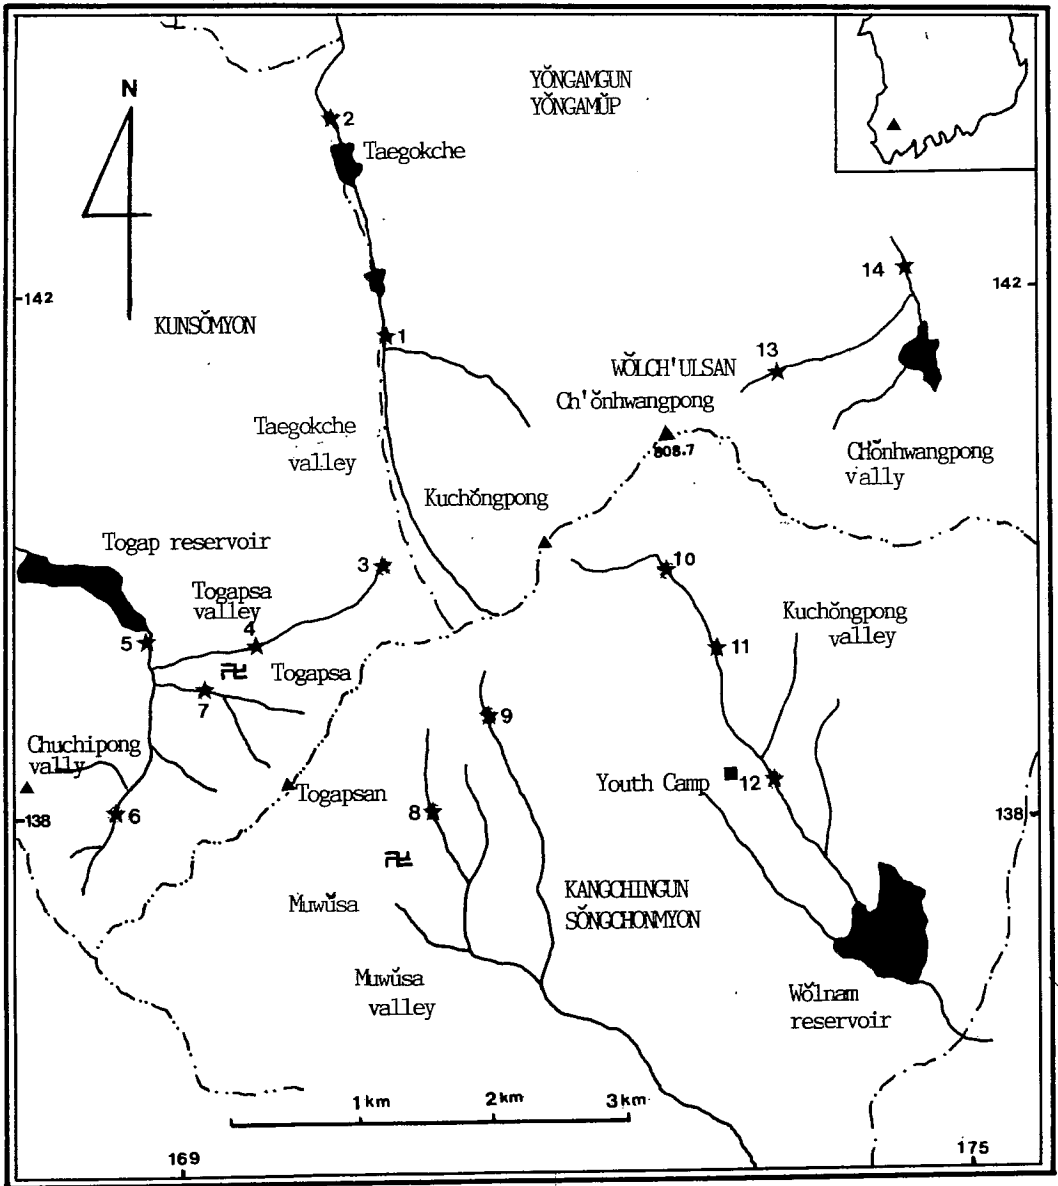 N
YŎNGAMGUN
YŎNGAMŬP
2
Taegokche
14
142
142
KUNSŎMYON
1
13
WŎLCH'ULSAN
Ch'ŏnhwangpong
808.7
Taegokche
valley
Chŏnhwangpong
vally
Kuchŏngpong
Togap reservoir
3
10
Togapsa
valley
Kuchŏngpong
valley
5
4
11
卍 Togapsa
7
9
Chuchipong
vally
Togapsan
Youth Camp
12
6
8
138
138
卍
Muwŭsa
KANGCHINGUN
SŎNGCHONMYON
Muwŭsa
valley
Wŏlnam
reservoir
1 km
2 km
3 km
169
175